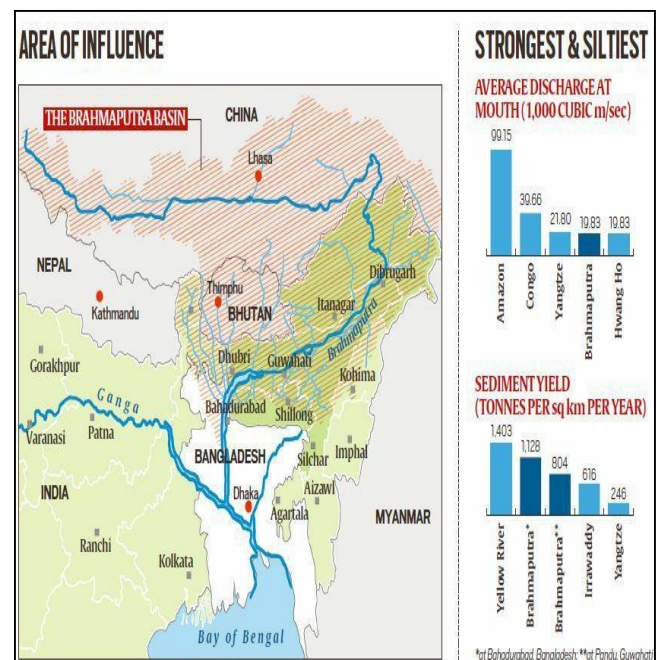 AREA OF INFLUENCE
THE BRAHMAPUTRA BASIN
CHINA
Lhasa
NEPAL
Kathmandu
Thimphu
BHUTAN
Dibrugarh
Itanagar
Brahmaputra
Gorakhpur
Dhubri
Guwahati
Kohima
Ganga
Bahadurabad
Shillong
Varanasi
Patna
BANGLADESH
Silchar
Imphal
INDIA
Dhaka
Aizawl
Agartala
MYANMAR
Ranchi
Kolkata
Bay of Bengal
STRONGEST & SILTIEST
AVERAGE DISCHARGE AT
MOUTH (1,000 CUBIC m/sec)
99.15
39.66
21.80
19.83
19.83
Amazon
Congo
Yangtze
Brahmaputra
Hwang Ho
SEDIMENT YIELD
(TONNES PER sq km PER YEAR)
1,403
1,128
804
616
246
Yellow River
Brahmaputra*
Brahmaputra**
Irrawaddy
Yangtze
*at Bahadurabad, Bangladesh; **at Pandu, Guwahati